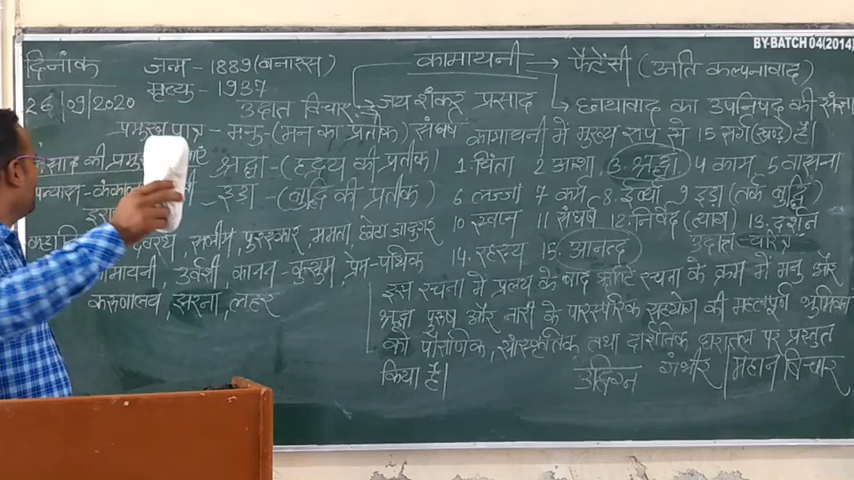 BY-BATCH 04(2014)
दिनांक
26/09/2020
जन्म - 1889 (बनारस)
मृत्यु - 1937
कामायनी → फैंटेसी (अति कल्पनावाद)
उदात विचार → जय शंकर प्रसाद → छायावाद का उपनिषद की संज्ञा
प्रमुख पात्र - मनु - (मन का प्रतीक) संघर्ष
श्रद्धा - (हृदय की प्रतीक)
इड़ा - (बुद्धि की प्रतीक)
पुरुस्कार, ममता, छोटा जादुगर
कामायनी, उर्वशी, कानन - कुसुम, प्रेम - पथिक
करुणालय, झरना, लहर
कामायनी में मुख्य रूप से 15 सर्ग (खण्ड) हैं।
1. चिंता 2 आशा, 3. श्रद्धा 4 काम, 5 वासना
6 लज्जा 7 कर्म 8. ईर्ष्या 9 इड़ा (तर्क बुद्धि)
10 स्वप्न 11 संघर्ष 12. निर्वेद (त्याग) 13. दर्शन
14. रहस्य 15. आनन्द उदात चरित्र
इस रचना में प्रलय के बाद सृष्टि रचना के क्रम में मनु और
श्रद्धा पुरुष और नारी के पारस्परिक सहयोग की महत्वपूर्ण भूमिका
को पौराणिक, सांस्कृतिक तथा दार्शनिक धरातल पर प्रस्तुत
किया है।
उद्विग्न गंभीर / महान विचार